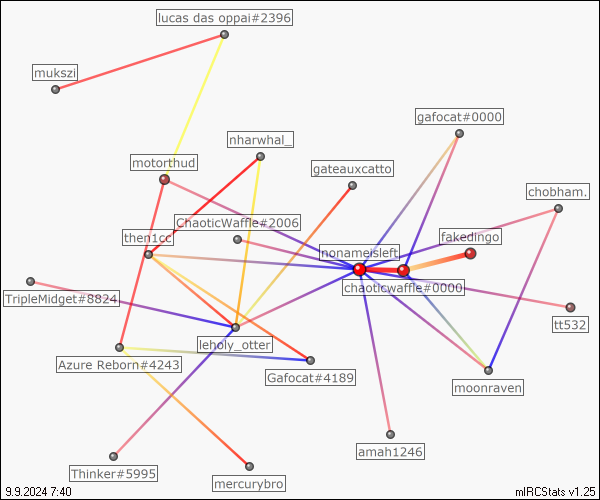 lucas das oppai#2396
mukszi
gafocat#0000
nharwhal_
motorthud
gateauxcatto
chobham.
ChaoticWaffle#2006
then1cc
fakedingo
nonameisleft
chaoticwaffle#0000
TripleMidget#8824
tt532
leholy_otter
Azure Reborn#4243
Gafocat#4189
moonraven
amah1246
Thinker#5995
mercurybro
9.9.2024 7:40
mIRCStats v1.25